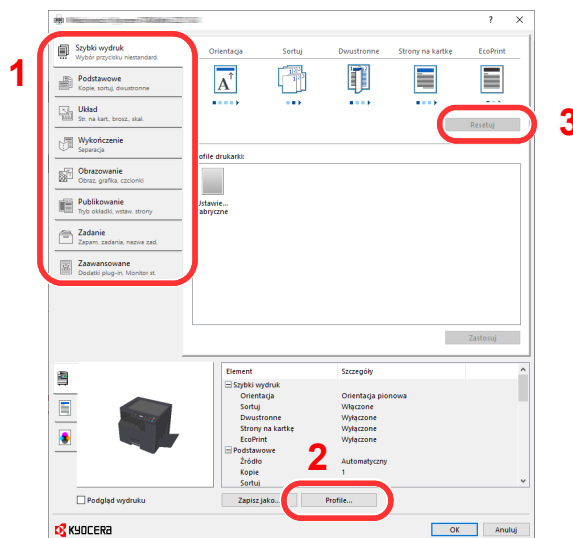 ? ×
1
Szybki wydruk
Wybór przycisku niestandard.
Podstawowe
Kopie, sortuj, dwustronne
Układ
Str. na kart., brosz., skal.
Wykończenie
Separacja
Obrazowanie
Obraz, grafika, czcionki
Publikowanie
Tryb okładki, wstaw. strony
Zadanie
Zapem. zadania, nazwa zad.
Zaawansowane
Dodatki plug-in, Monitor st.
Orientacja Sortuj Dwustronne Strony na kartkę EcoPrint
Resetuj
3
ofile drukarki:
Ustawie...
fabryczne
Zastosuj
Element Szczegóły
Szybki wydruk
Orientacja Orientacja pionowa
Sortuj Włączone
Dwustronne Wyłączone
Strony na kartkę Wyłączone
EcoPrint Wyłączone
Podstawowe
Źródło Automatyczny
Kopie 1
Sortuj
2
Podgląd wydruku
Zapisz jako...
Profile...
KYOCERA
OK
Anuluj